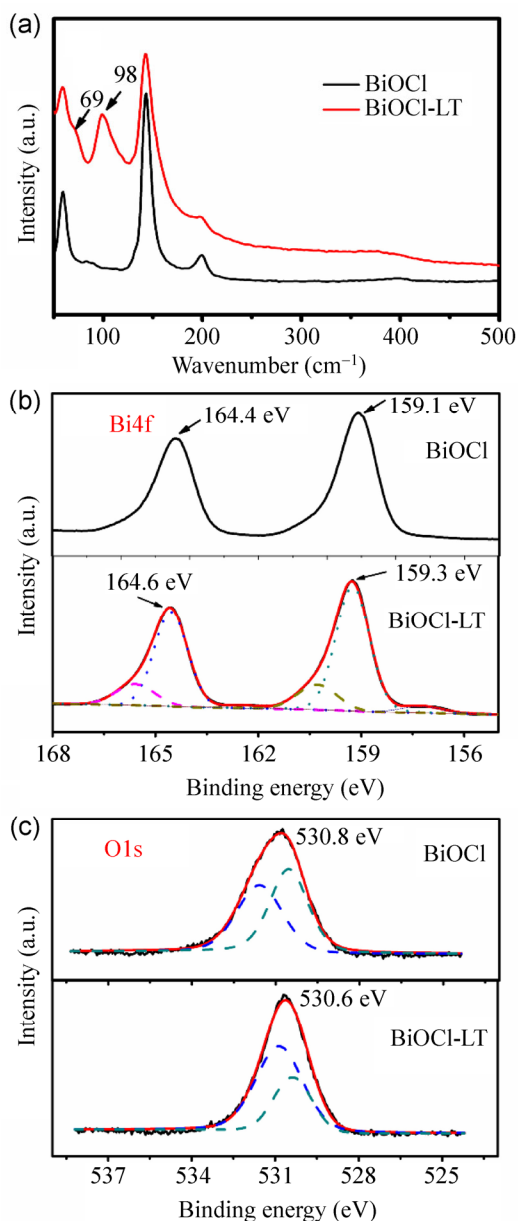 (a)
BiOCl
BiOCl-LT
69
98
Intensity (a.u.)
100
200
300
400
500
Wavenumber (cm⁻¹)
(b)
Bi4f
164.4 eV
159.1 eV
BiOCl
Intensity (a.u.)
164.6 eV
159.3 eV
BiOCl-LT
168
165
162
159
156
Binding energy (eV)
(c)
O1s
530.8 eV
BiOCl
Intensity (a.u.)
530.6 eV
BiOCl-LT
537
534
531
528
525
Binding energy (eV)